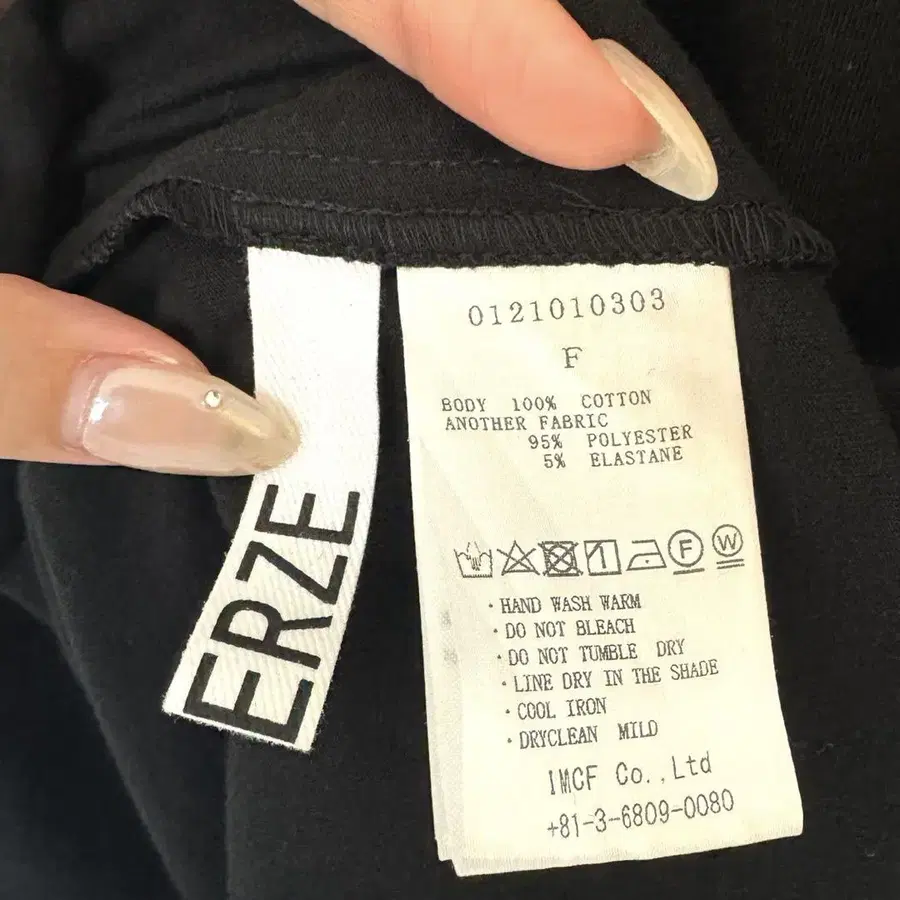 ERZE
0121010303
F
BODY 100% COTTON
ANOTHER FABRIC
95% POLYESTER
5% ELASTANE
F W
・HAND WASH WARM
・DO NOT BLEACH
・DO NOT TUMBLE DRY
・LINE DRY IN THE SHADE
・COOL IRON
・DRYCLEAN MILD
IMCF Co.,Ltd
+81-3-6809-0080